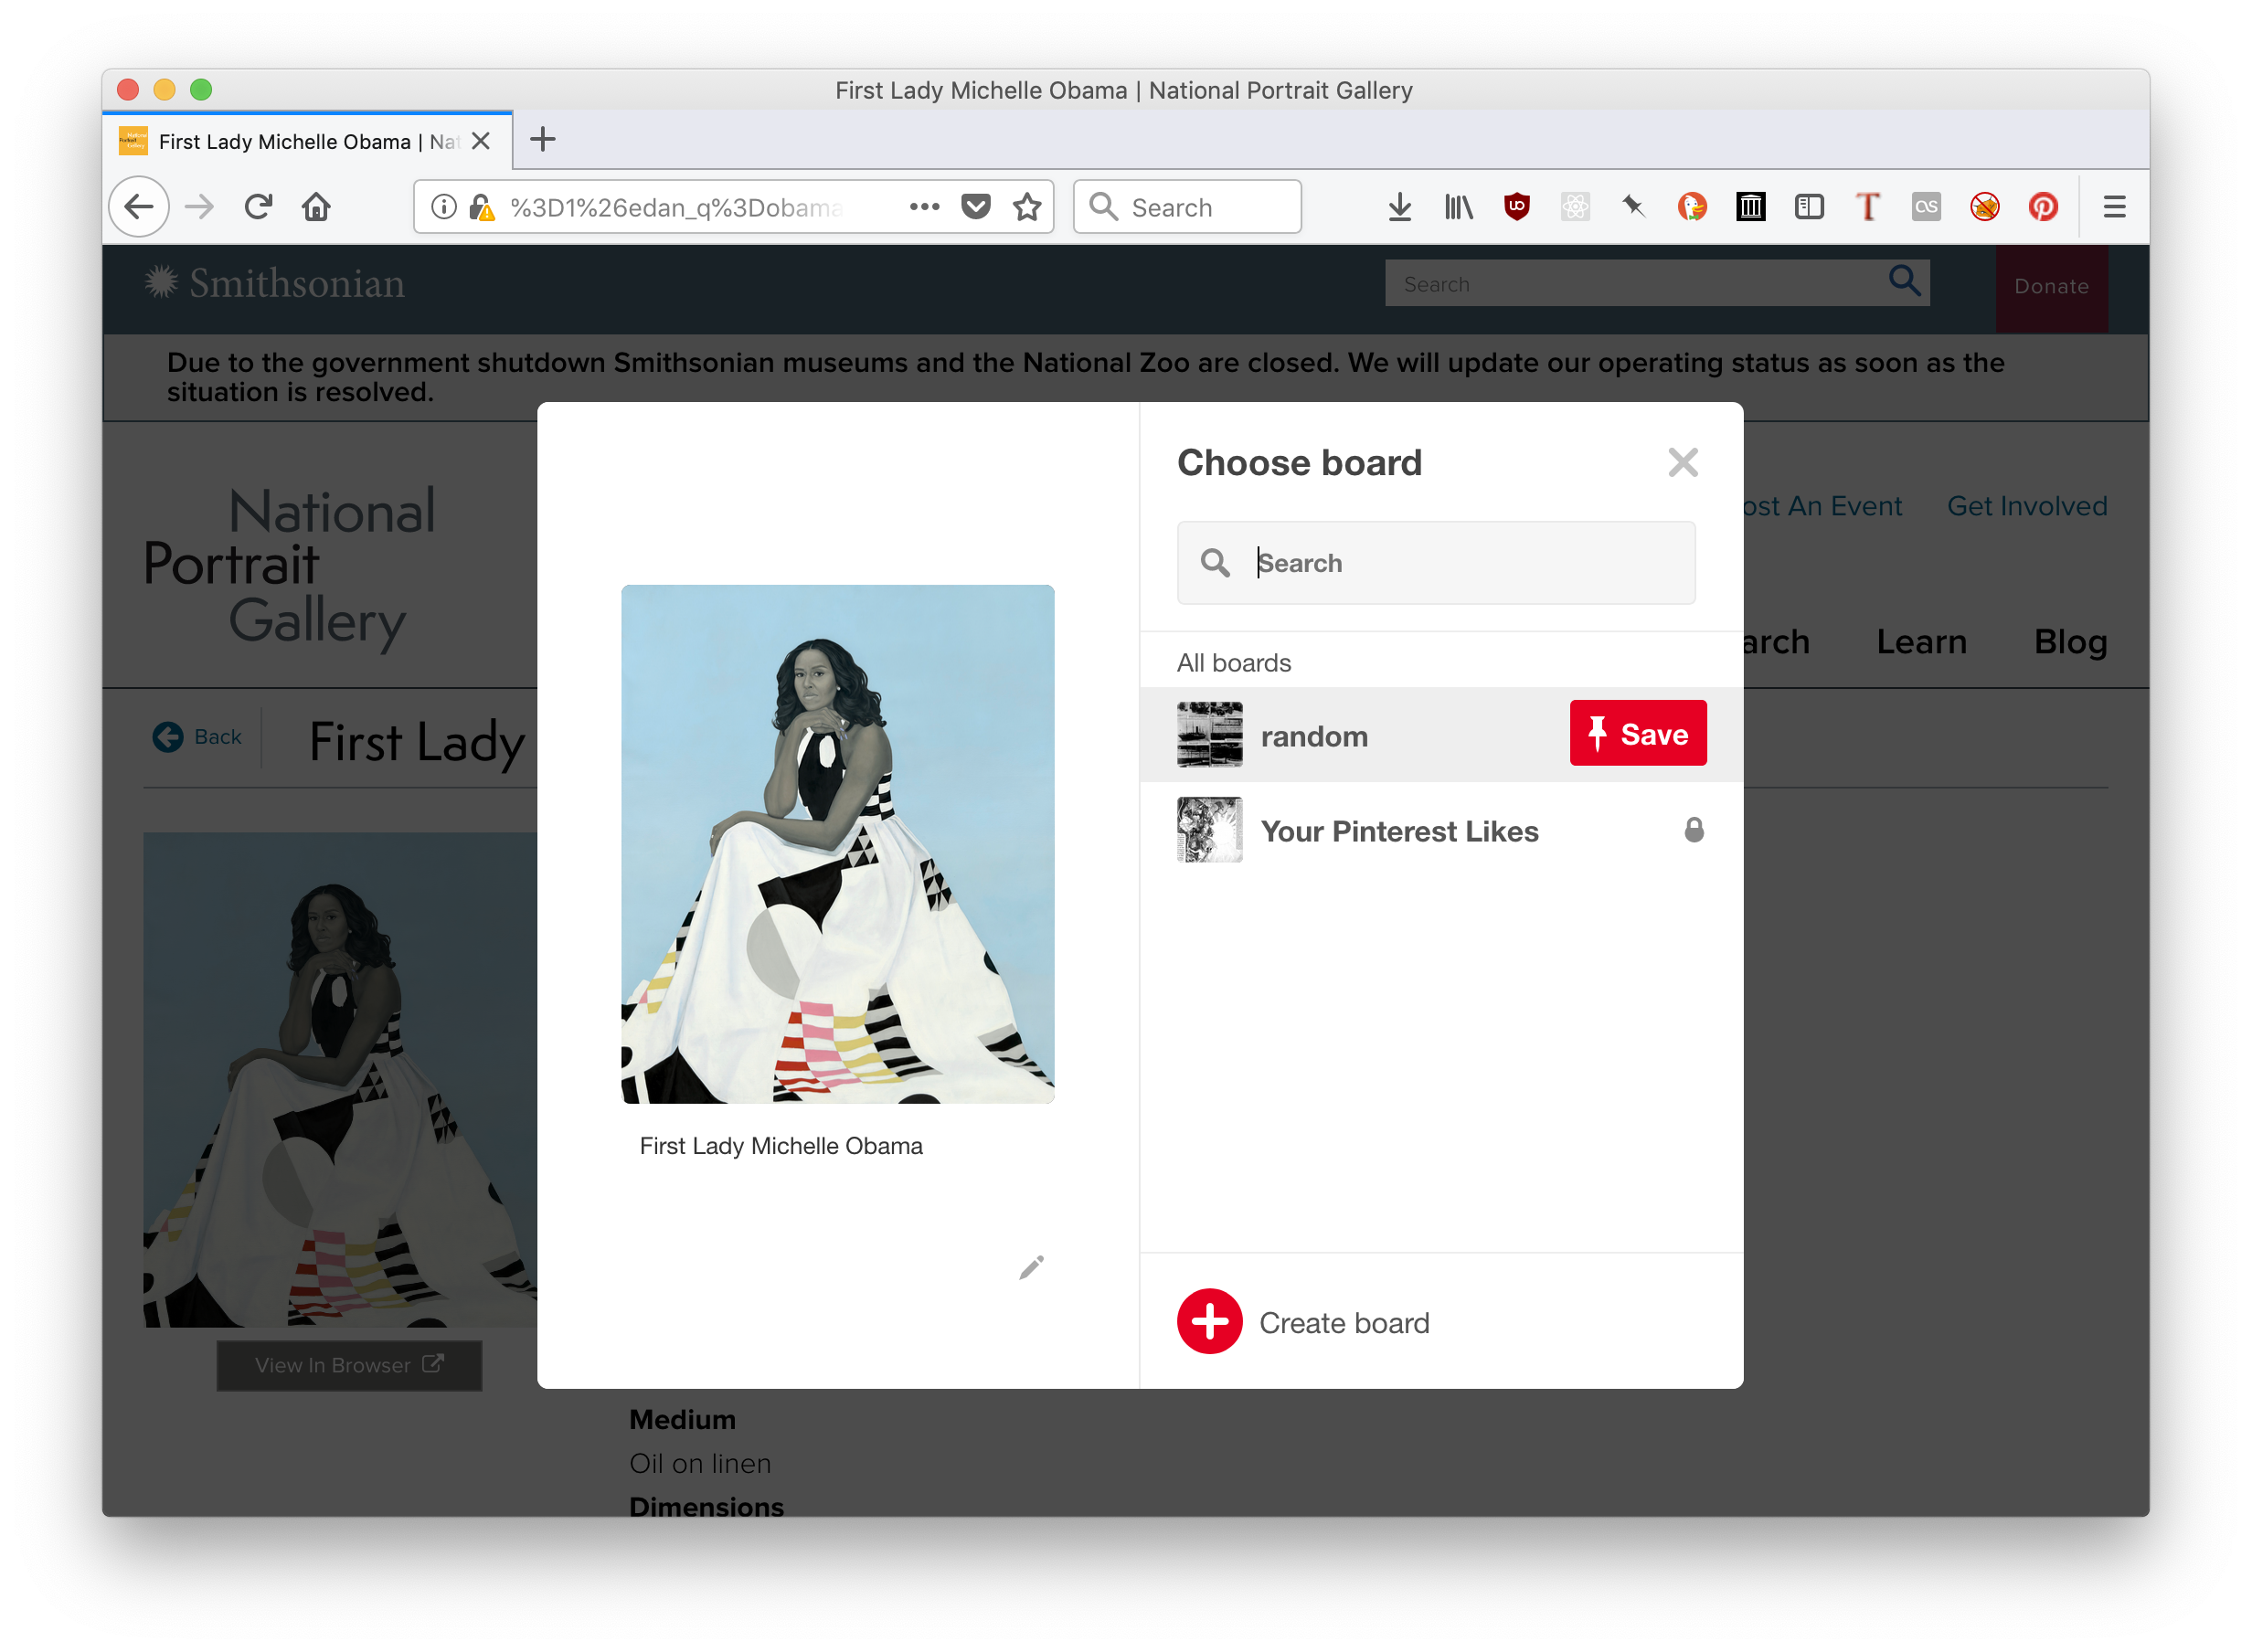 First Lady Michelle Obama | National Portrait Gallery
First Lady Michelle Obama | Nat
%3D1%26edan_q%3Dobama
Search
Smithsonian
Search
Donate
Due to the government shutdown Smithsonian museums and the National Zoo are closed. We will update our operating status as soon as the
situation is resolved.
National
Portrait
Gallery
ost An Event
Get Involved
arch
Learn
Blog
Back
First Lady
View In Browser
Medium
Oil on linen
Dimensions
First Lady Michelle Obama
Choose board
Search
All boards
random
Save
Your Pinterest Likes
Create board